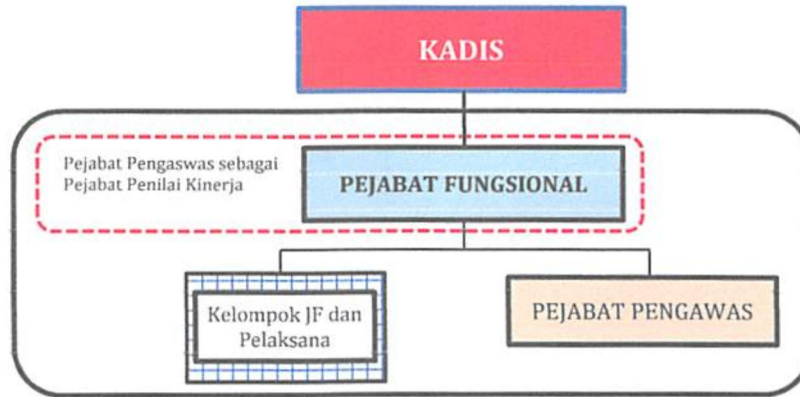 KADIS
Pejabat Pengaswas sebagai
Pejabat Penilai Kinerja
PEJABAT FUNGSIONAL
Kelompok JF dan
Pelaksana
PEJABAT PENGAWAS